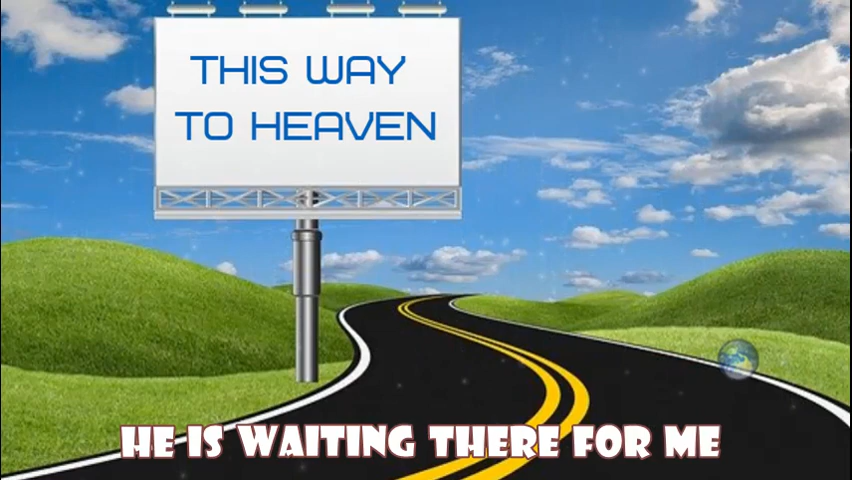 THIS WAY
TO HEAVEN
HE IS WAITING THERE FOR ME